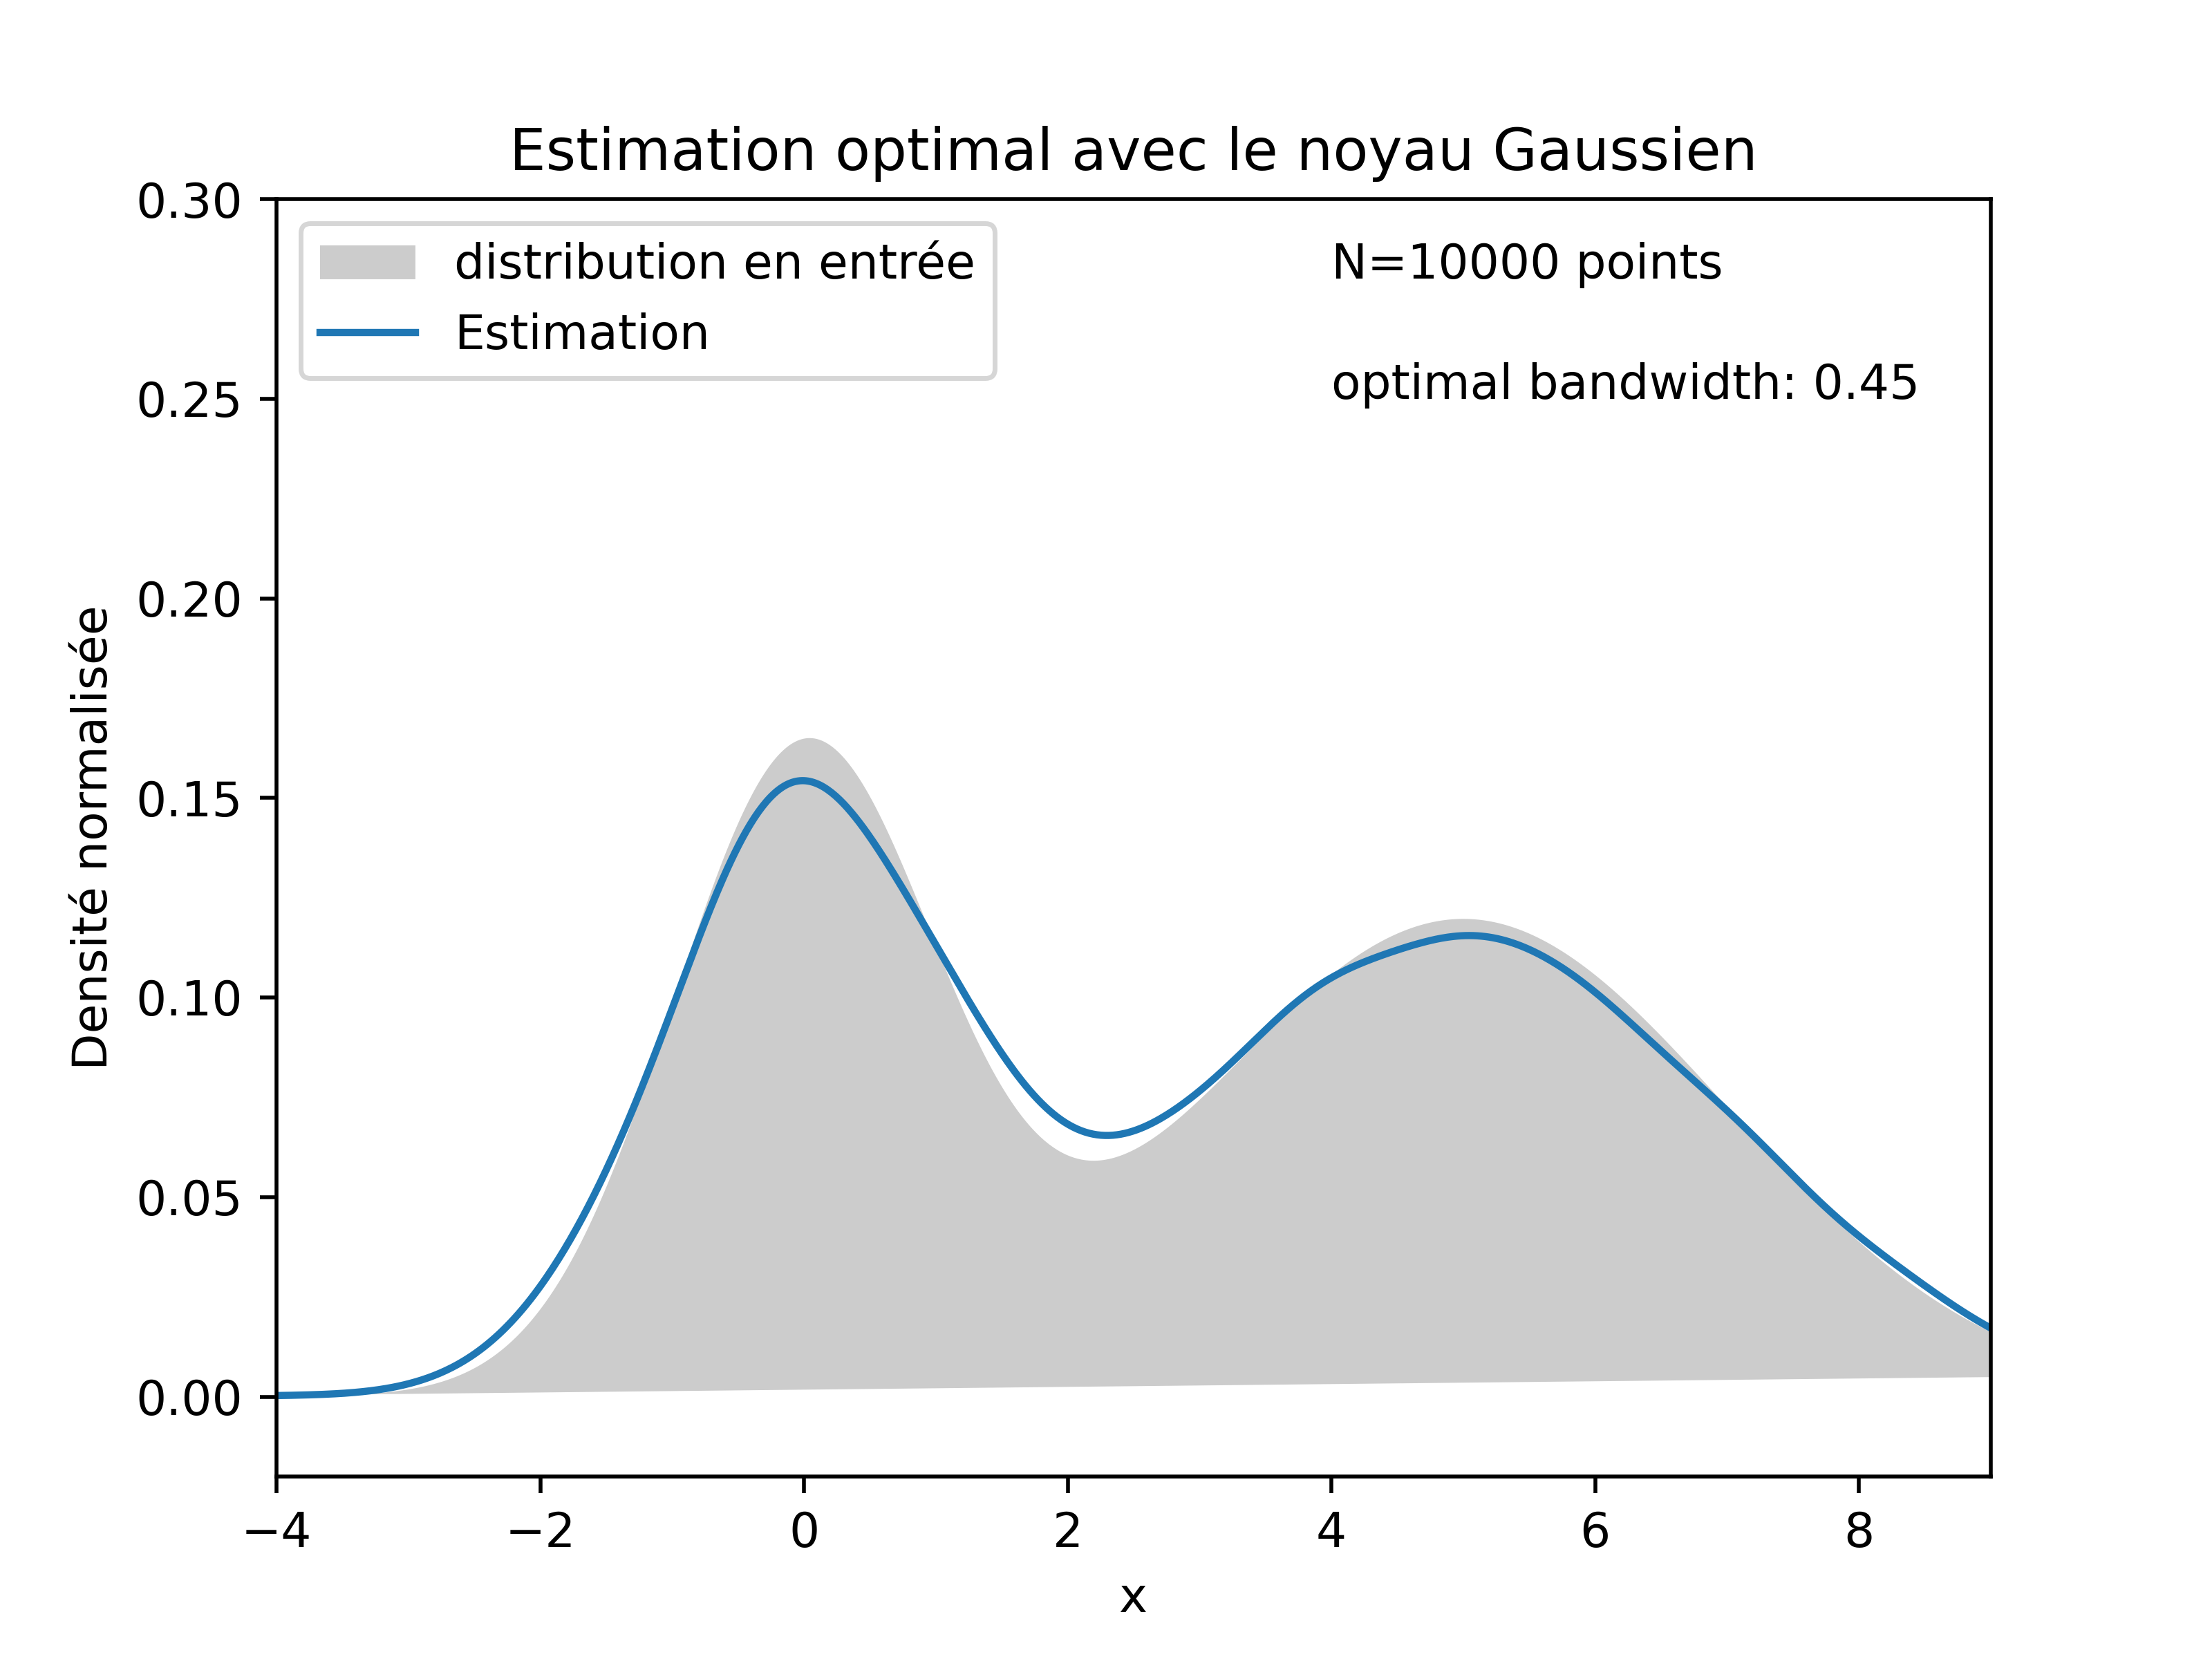 Estimation optimal avec le noyau Gaussien
0.30
0.25
0.20
0.15
0.10
0.05
0.00
Densité normalisée
distribution en entrée
Estimation
N=10000 points
optimal bandwidth: 0.45
−4 −2 0 2 4 6 8
x